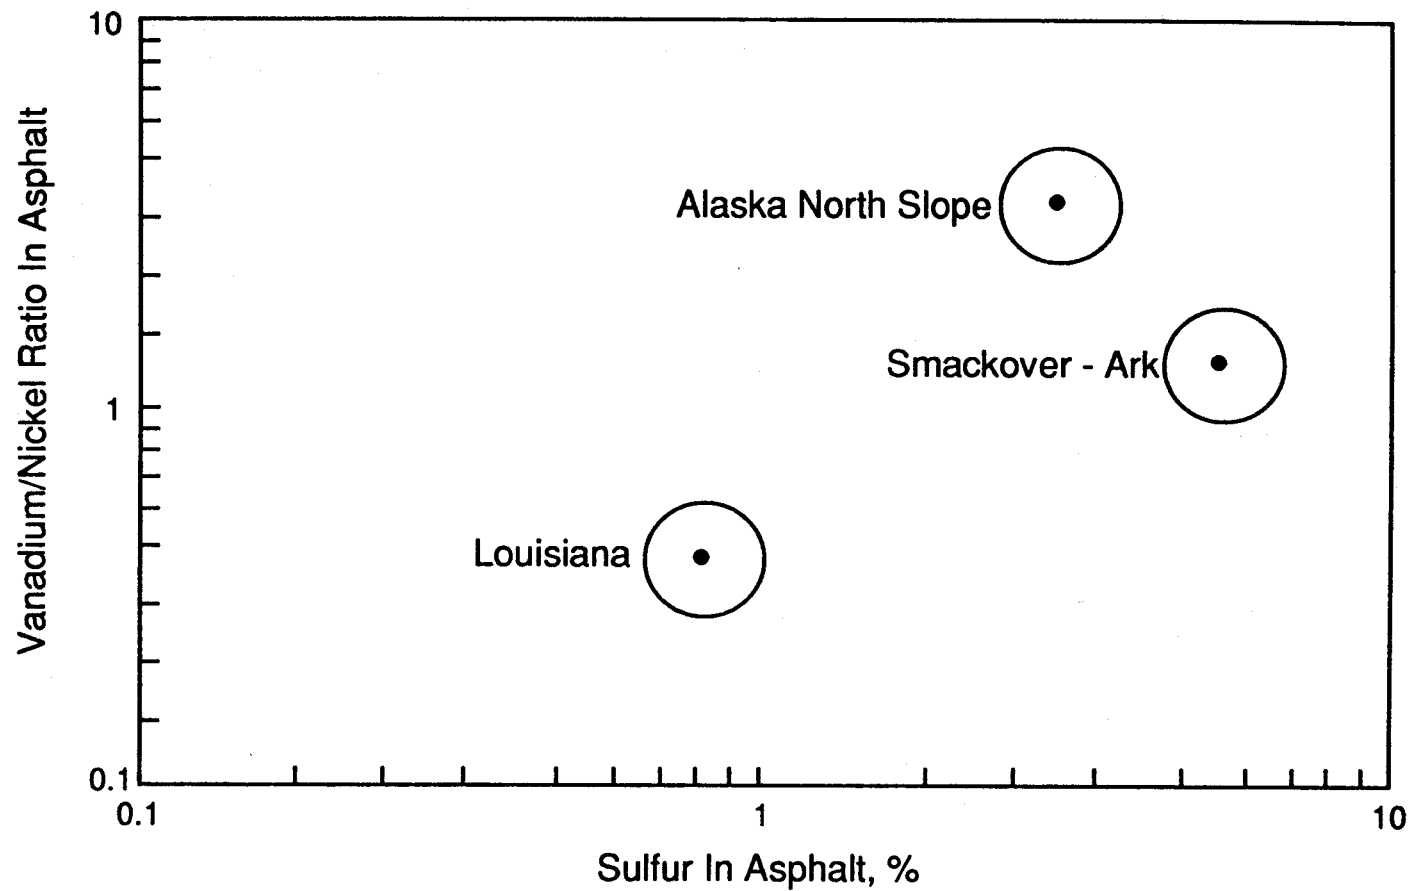 10
Vanadium/Nickel Ratio In Asphalt
Alaska North Slope
Smackover - Ark
1
Louisiana
0.1
0.1
1
10
Sulfur In Asphalt, %